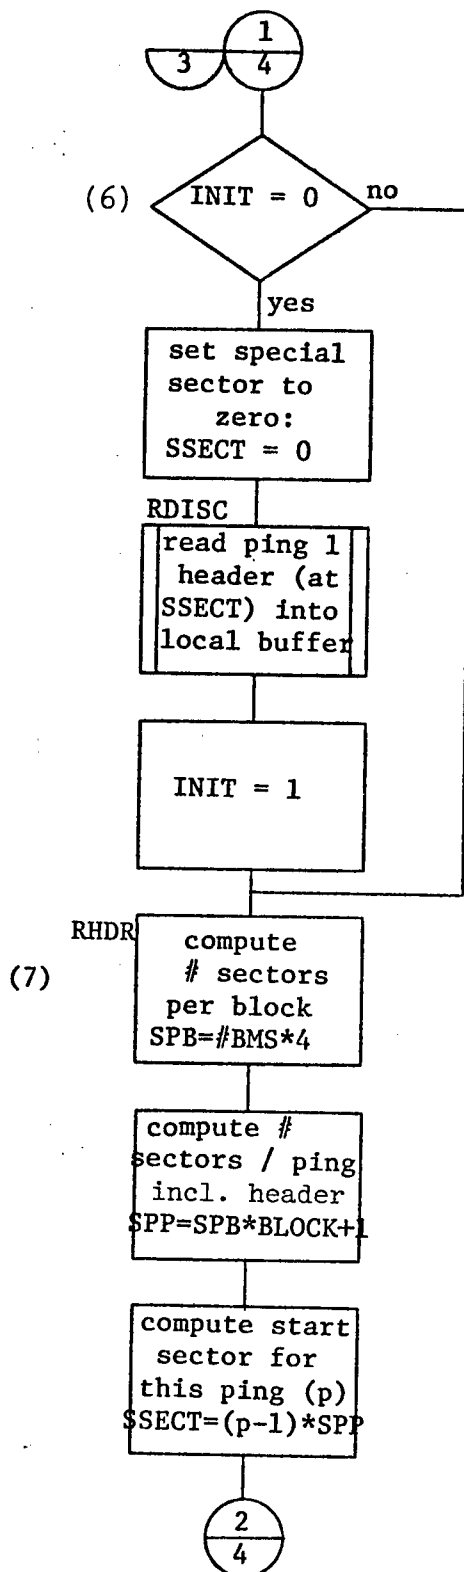 1
3 4
(6) INIT = 0 no
yes
set special
sector to
zero:
SSECT = 0
RDISC
read ping 1
header (at
SSECT) into
local buffer
INIT = 1
RHDR
(7)
compute
# sectors
per block
SPB=#BMS*4
compute #
sectors / ping
incl. header
SPP=SPB*BLOCK+1
compute start
sector for
this ping (p)
SSECT=(p-1)*SPP
2
4